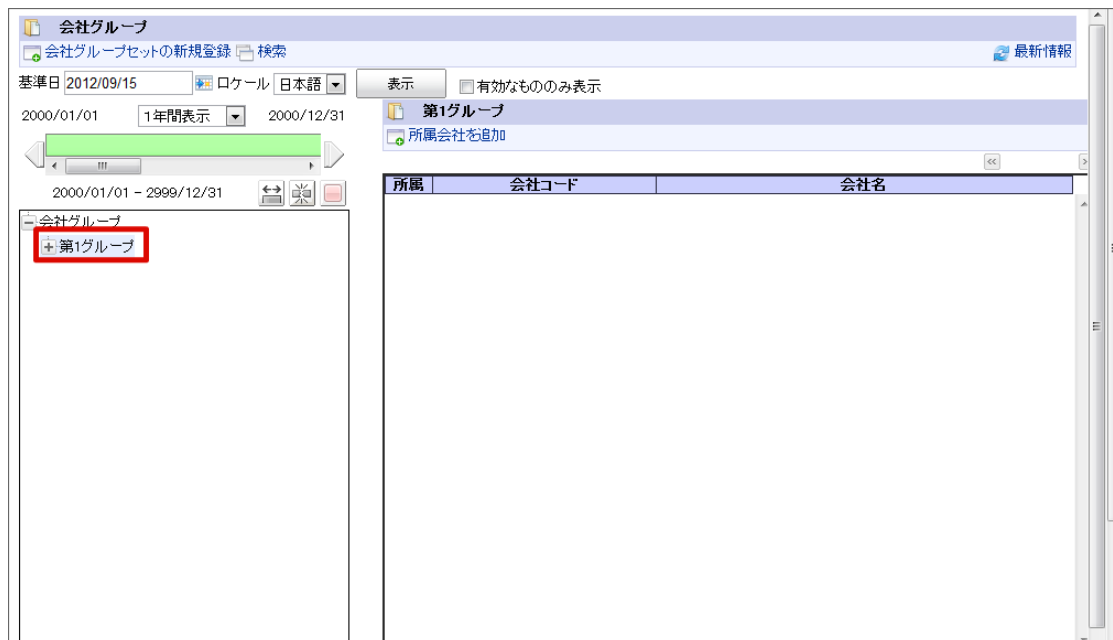 会社グループ
会社グループセットの新規登録 検索 最新情報
基準日 2012/09/15 ロケール 日本語 表示 有効なもののみ表示
2000/01/01 1年間表示 2000/12/31
2000/01/01 - 2999/12/31
会社グループ
第1グループ
第1グループ
所属会社を追加
所属 会社コード 会社名